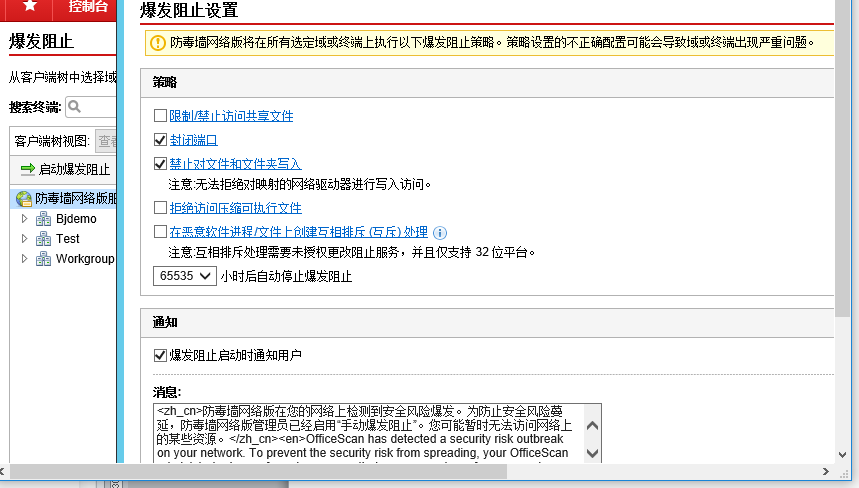 控制台
爆发阻止
从客户端树中选择域
搜索终端:
客户端树视图: 查看
启动爆发阻止
防毒墙网络版服
Bjdemo
Test
Workgroup
爆发阻止设置
防毒墙网络版将在所有选定域或终端上执行以下爆发阻止策略。策略设置的不正确配置可能会导致域或终端出现严重问题。
策略
限制/禁止访问共享文件
封闭端口
禁止对文件和文件夹写入
注意:无法拒绝对映射的网络驱动器进行写入访问。
拒绝访问压缩可执行文件
在恶意软件进程/文件上创建互相排斥 (互斥) 处理
注意:互相排斥处理需要未授权更改阻止服务，并且仅支持 32 位平台。
65535 小时后自动停止爆发阻止
通知
爆发阻止启动时通知用户
消息:
<zh_cn>防毒墙网络版在您的网络上检测到安全风险爆发。为防止安全风险蔓
延，防毒墙网络版管理员已经启用“手动爆发阻止”。您可能暂时无法访问网络上
的某些资源。</zh_cn><en>OfficeScan has detected a security risk outbreak
on your network. To prevent the security risk from spreading, your OfficeScan